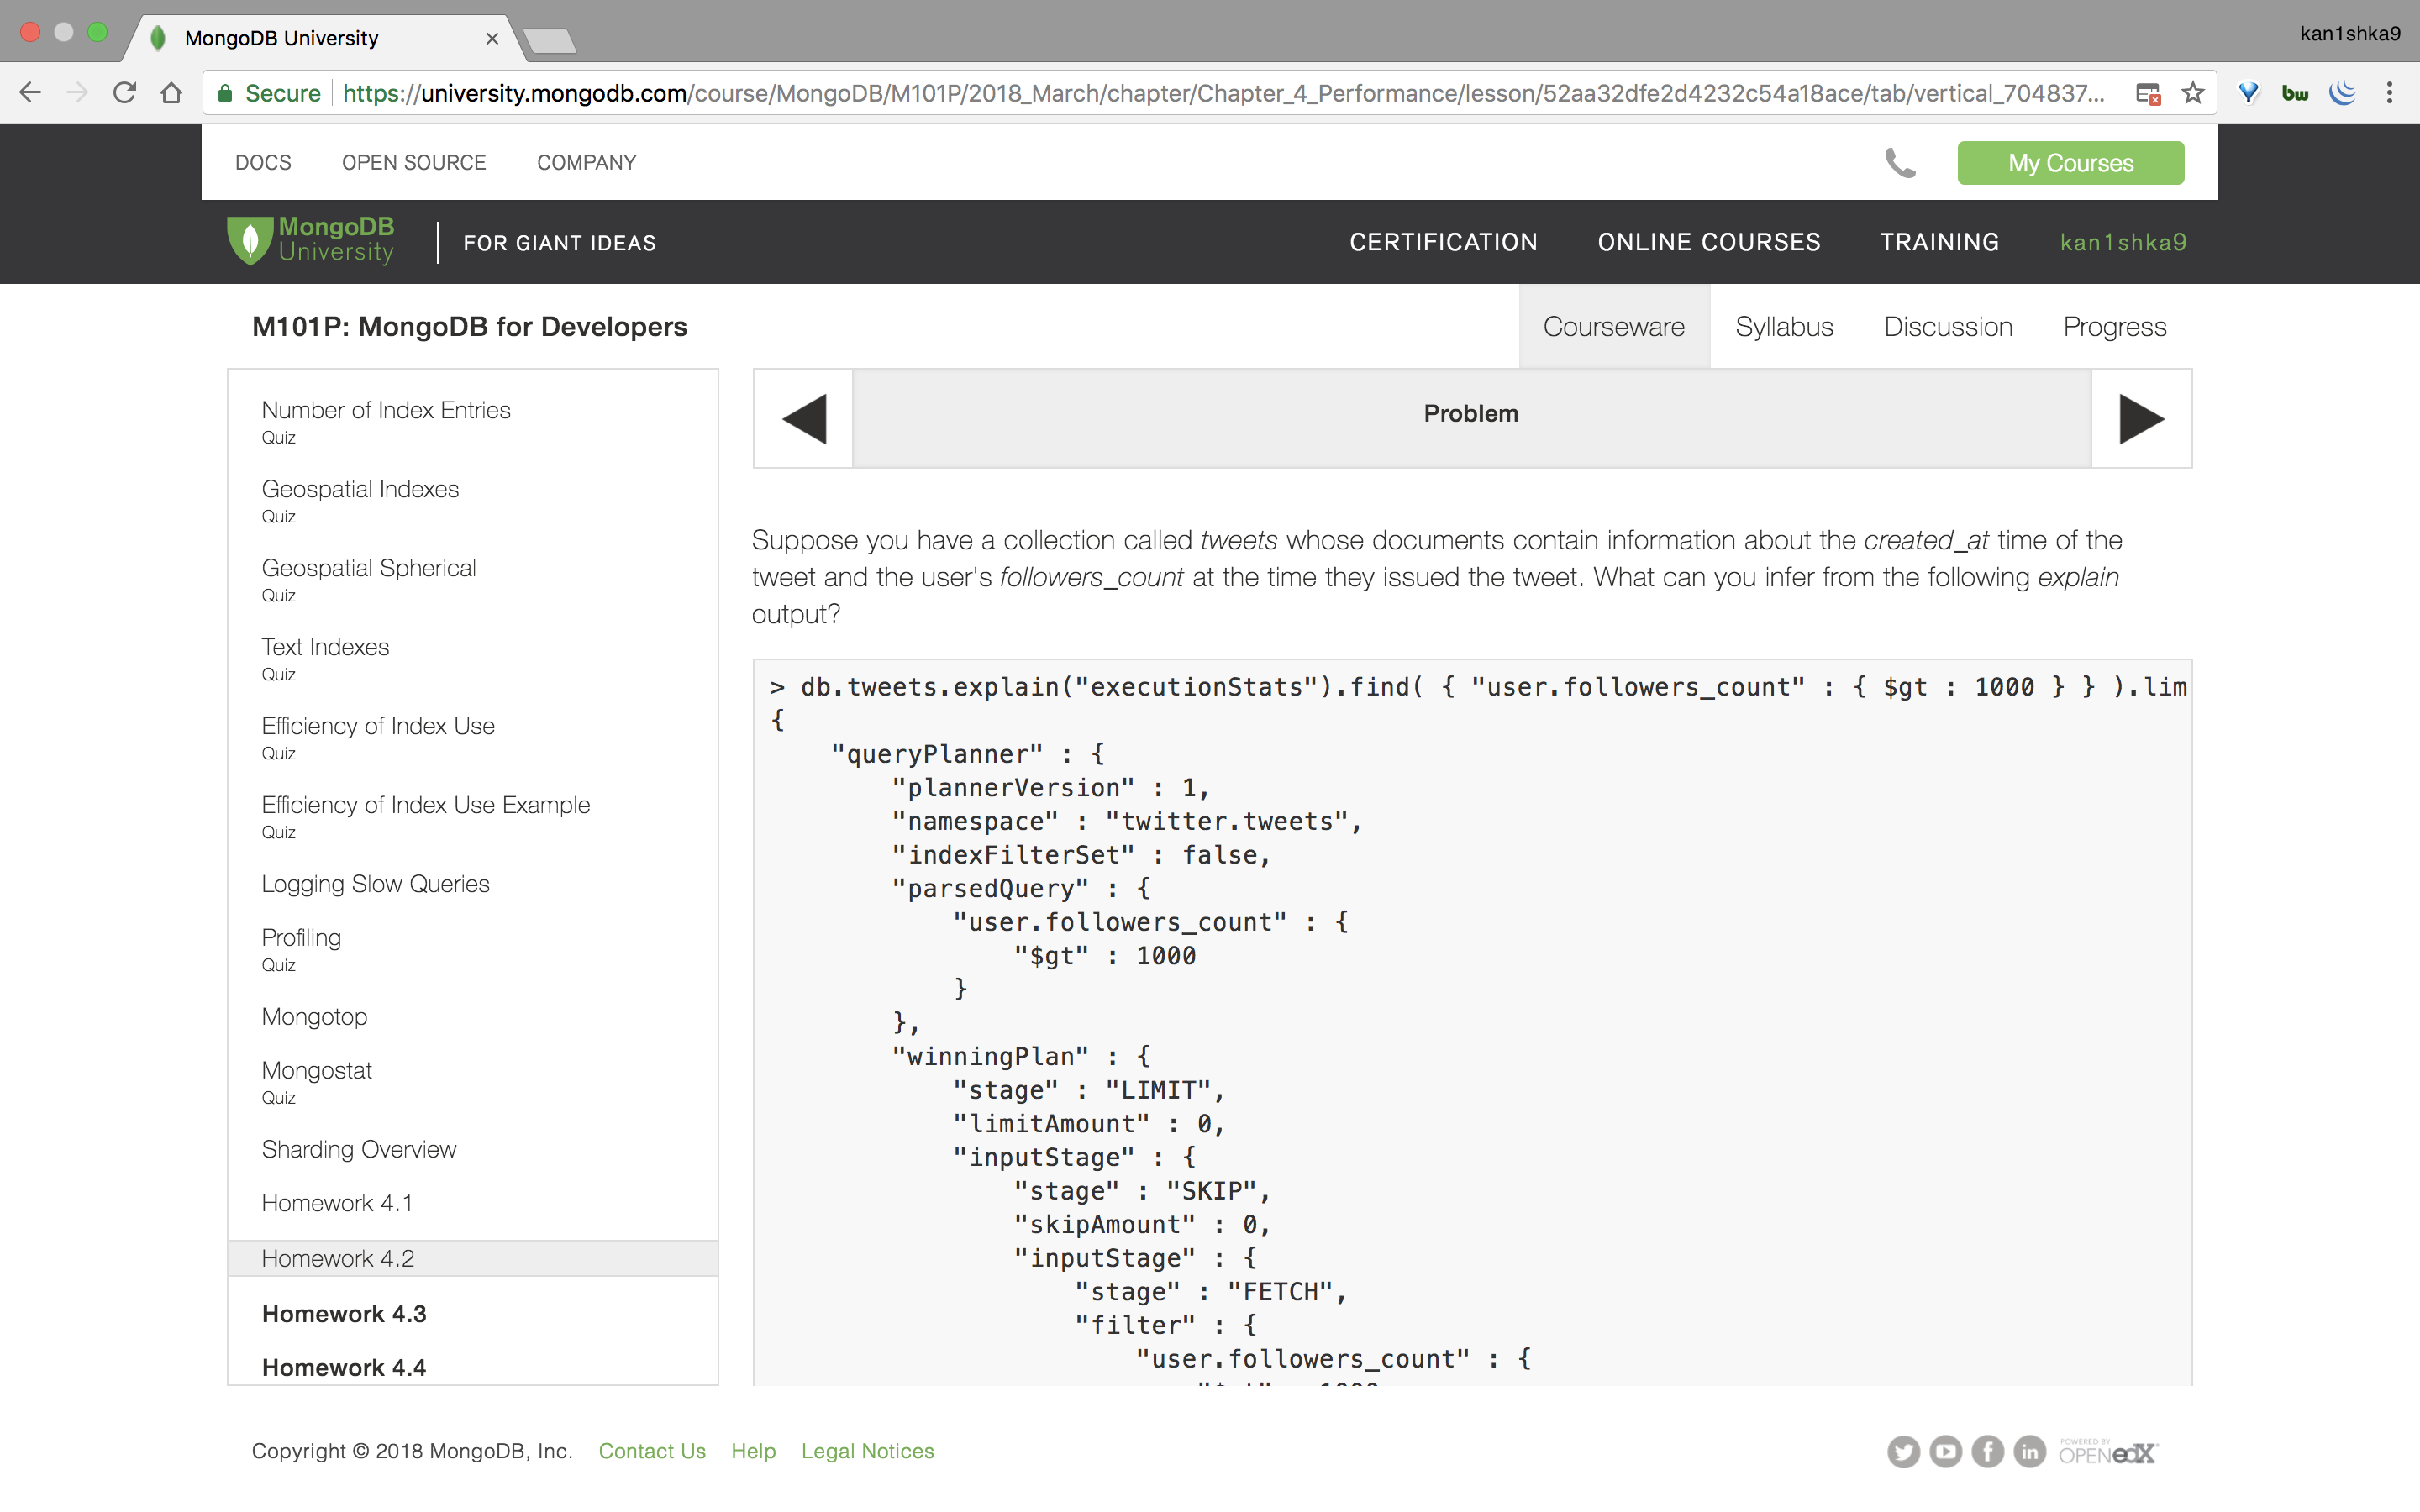 MongoDB University
kan1shka9
Secure
https://university.mongodb.com/course/MongoDB/M101P/2018_March/chapter/Chapter_4_Performance/lesson/52aa32dfe2d4232c54a18ace/tab/vertical_704837...
bw
DOCS
OPEN SOURCE
COMPANY
My Courses
MongoDB
University
FOR GIANT IDEAS
CERTIFICATION
ONLINE COURSES
TRAINING
kan1shka9
M101P: MongoDB for Developers
Courseware
Syllabus
Discussion
Progress
Number of Index Entries
Quiz
Geospatial Indexes
Quiz
Geospatial Spherical
Quiz
Text Indexes
Quiz
Efficiency of Index Use
Quiz
Efficiency of Index Use Example
Quiz
Logging Slow Queries
Profiling
Quiz
Mongotop
Mongostat
Quiz
Sharding Overview
Homework 4.1
Homework 4.2
Homework 4.3
Homework 4.4
Problem
Suppose you have a collection called tweets whose documents contain information about the created_at time of the
tweet and the user's followers_count at the time they issued the tweet. What can you infer from the following explain
output?
> db.tweets.explain("executionStats").find( { "user.followers_count" : { $gt : 1000 } } ).lim
{
"queryPlanner" : {
"plannerVersion" : 1,
"namespace" : "twitter.tweets",
"indexFilterSet" : false,
"parsedQuery" : {
"user.followers_count" : {
"$gt" : 1000
}
},
"winningPlan" : {
"stage" : "LIMIT",
"limitAmount" : 0,
"inputStage" : {
"stage" : "SKIP",
"skipAmount" : 0,
"inputStage" : {
"stage" : "FETCH",
"filter" : {
"user.followers_count" : {
Copyright © 2018 MongoDB, Inc.
Contact Us
Help
Legal Notices
POWERED BY
OPEN edX